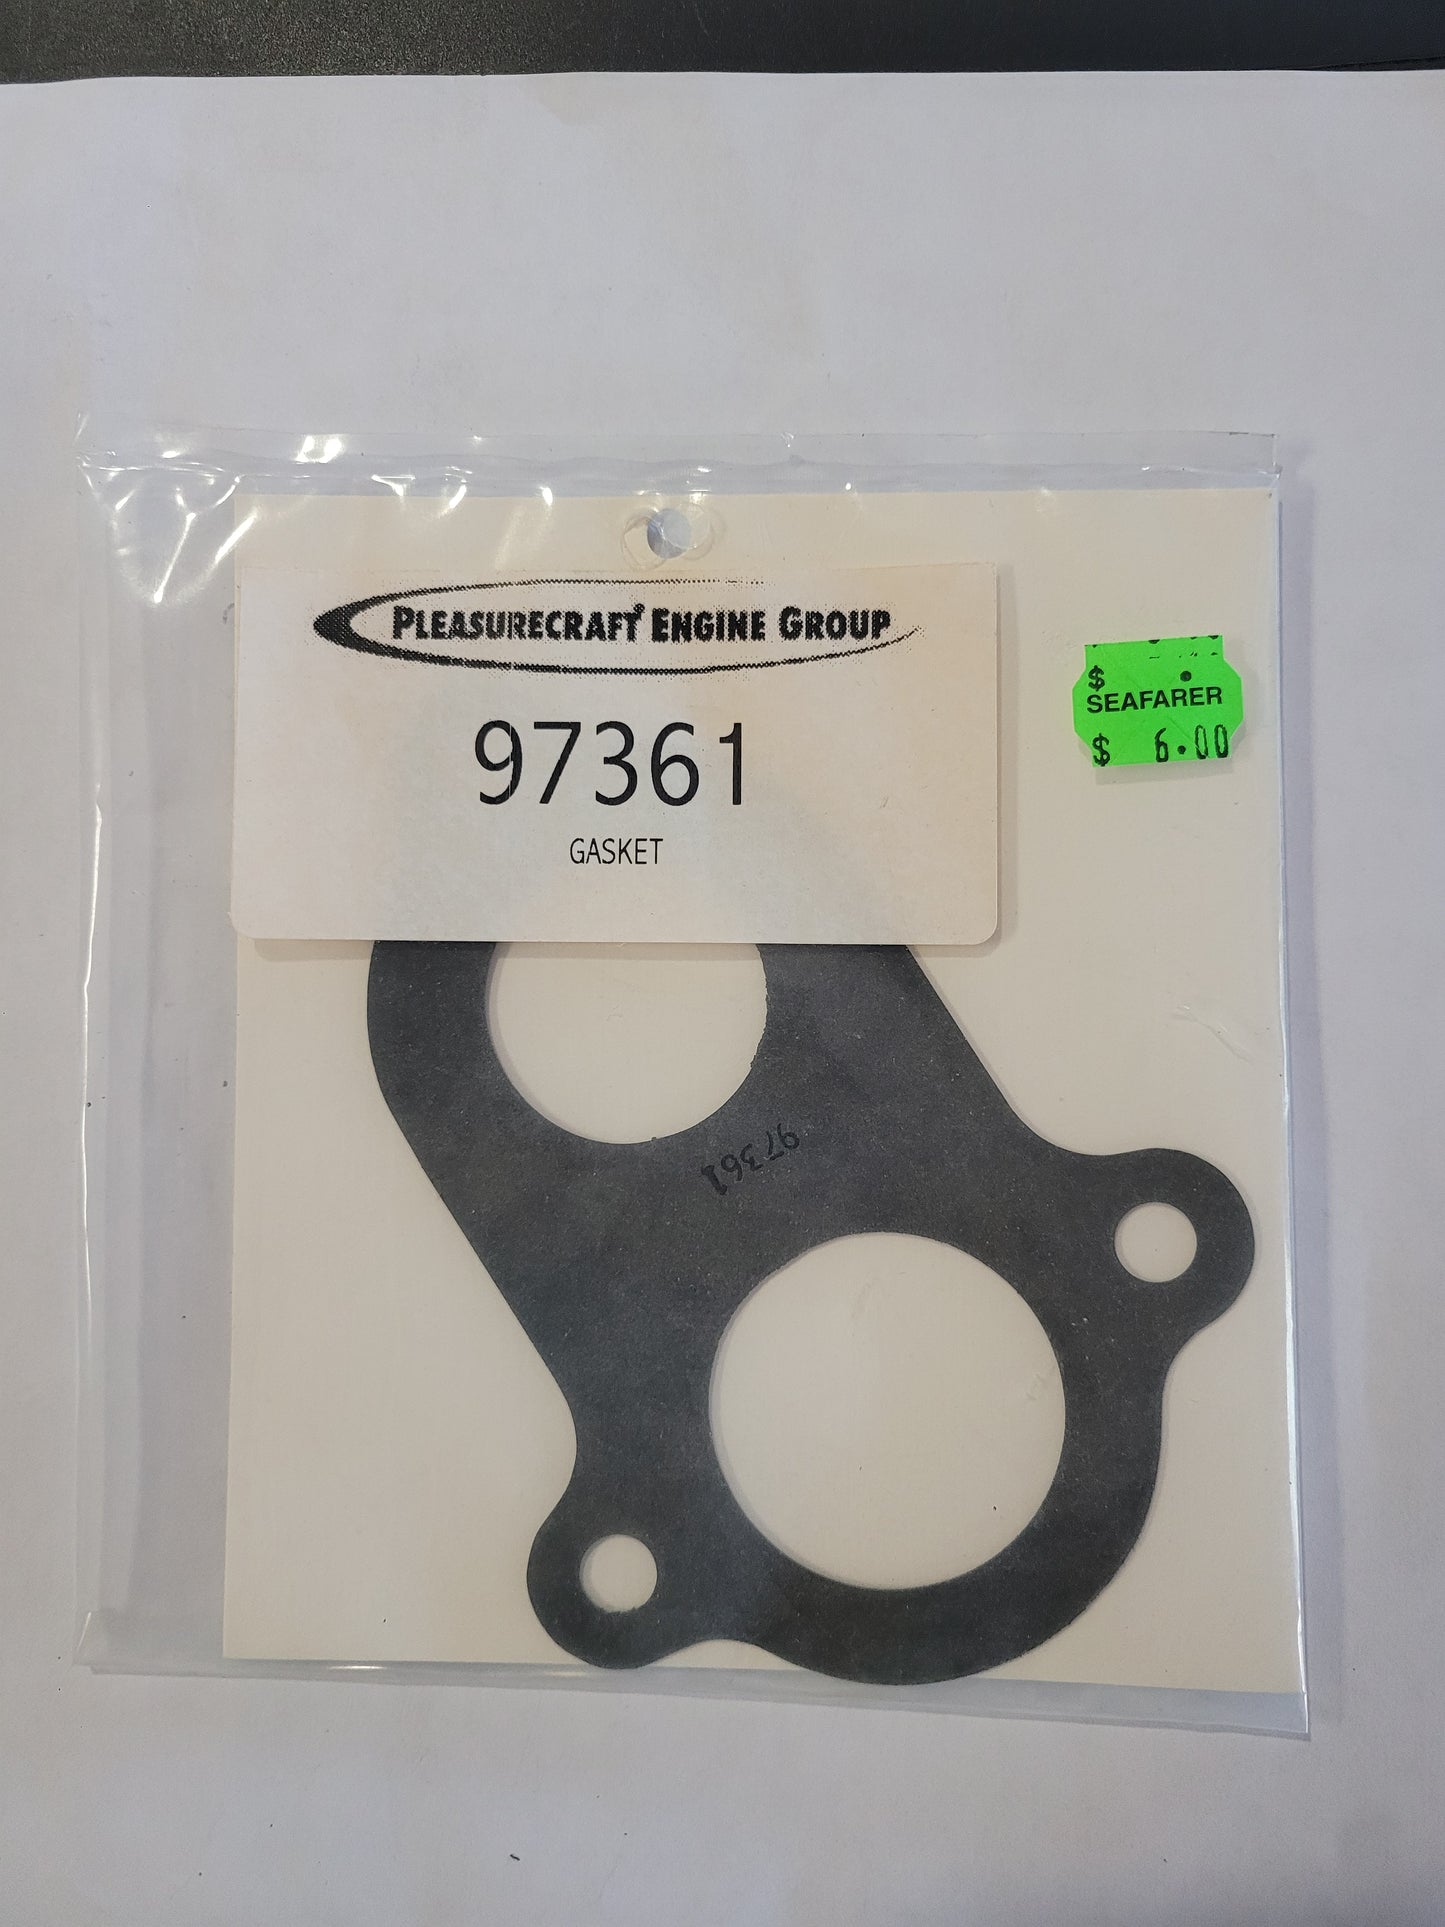 PLEASURECRAFT® ENGINE GROUP
97361
GASKET
$
SEAFARER
$ 6.00
97361